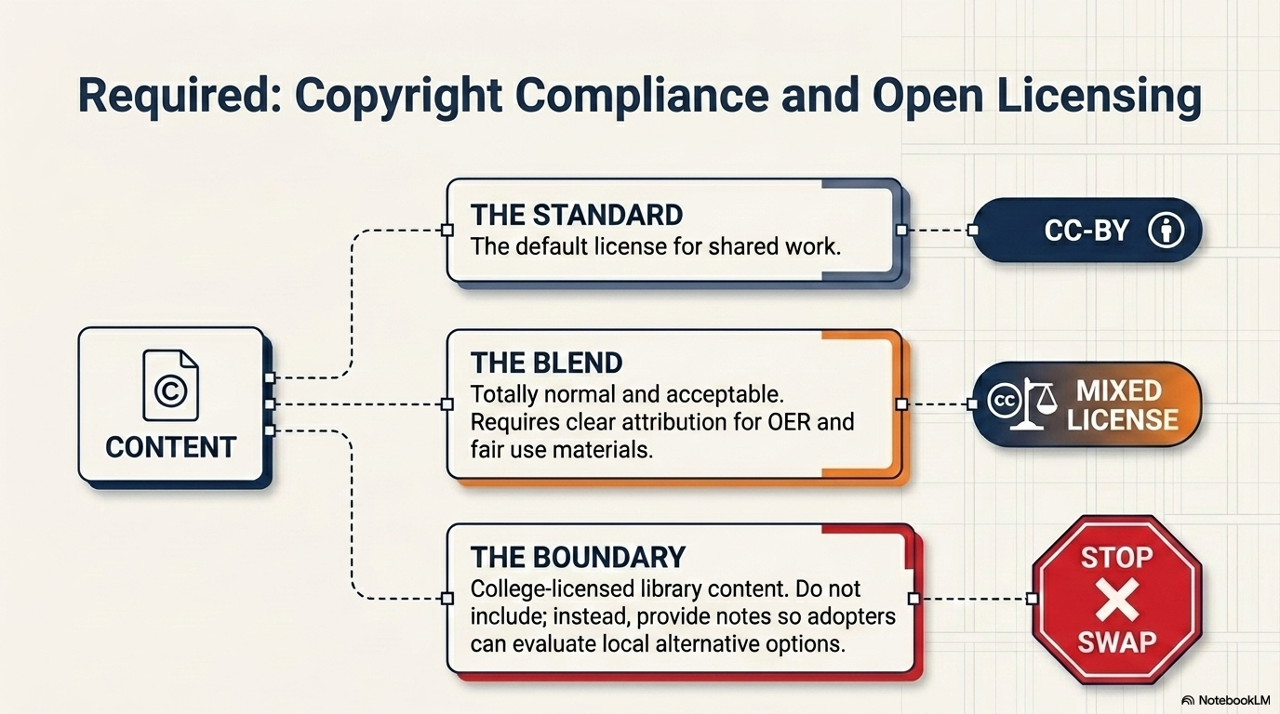 Required: Copyright Compliance and Open Licensing
CONTENT
THE STANDARD
The default license for shared work.
CC-BY
THE BLEND
Totally normal and acceptable.
Requires clear attribution for OER and
fair use materials.
cc
MIXED
LICENSE
THE BOUNDARY
College-licensed library content. Do not
include; instead, provide notes so adopters
can evaluate local alternative options.
STOP
SWAP
NotebookLM